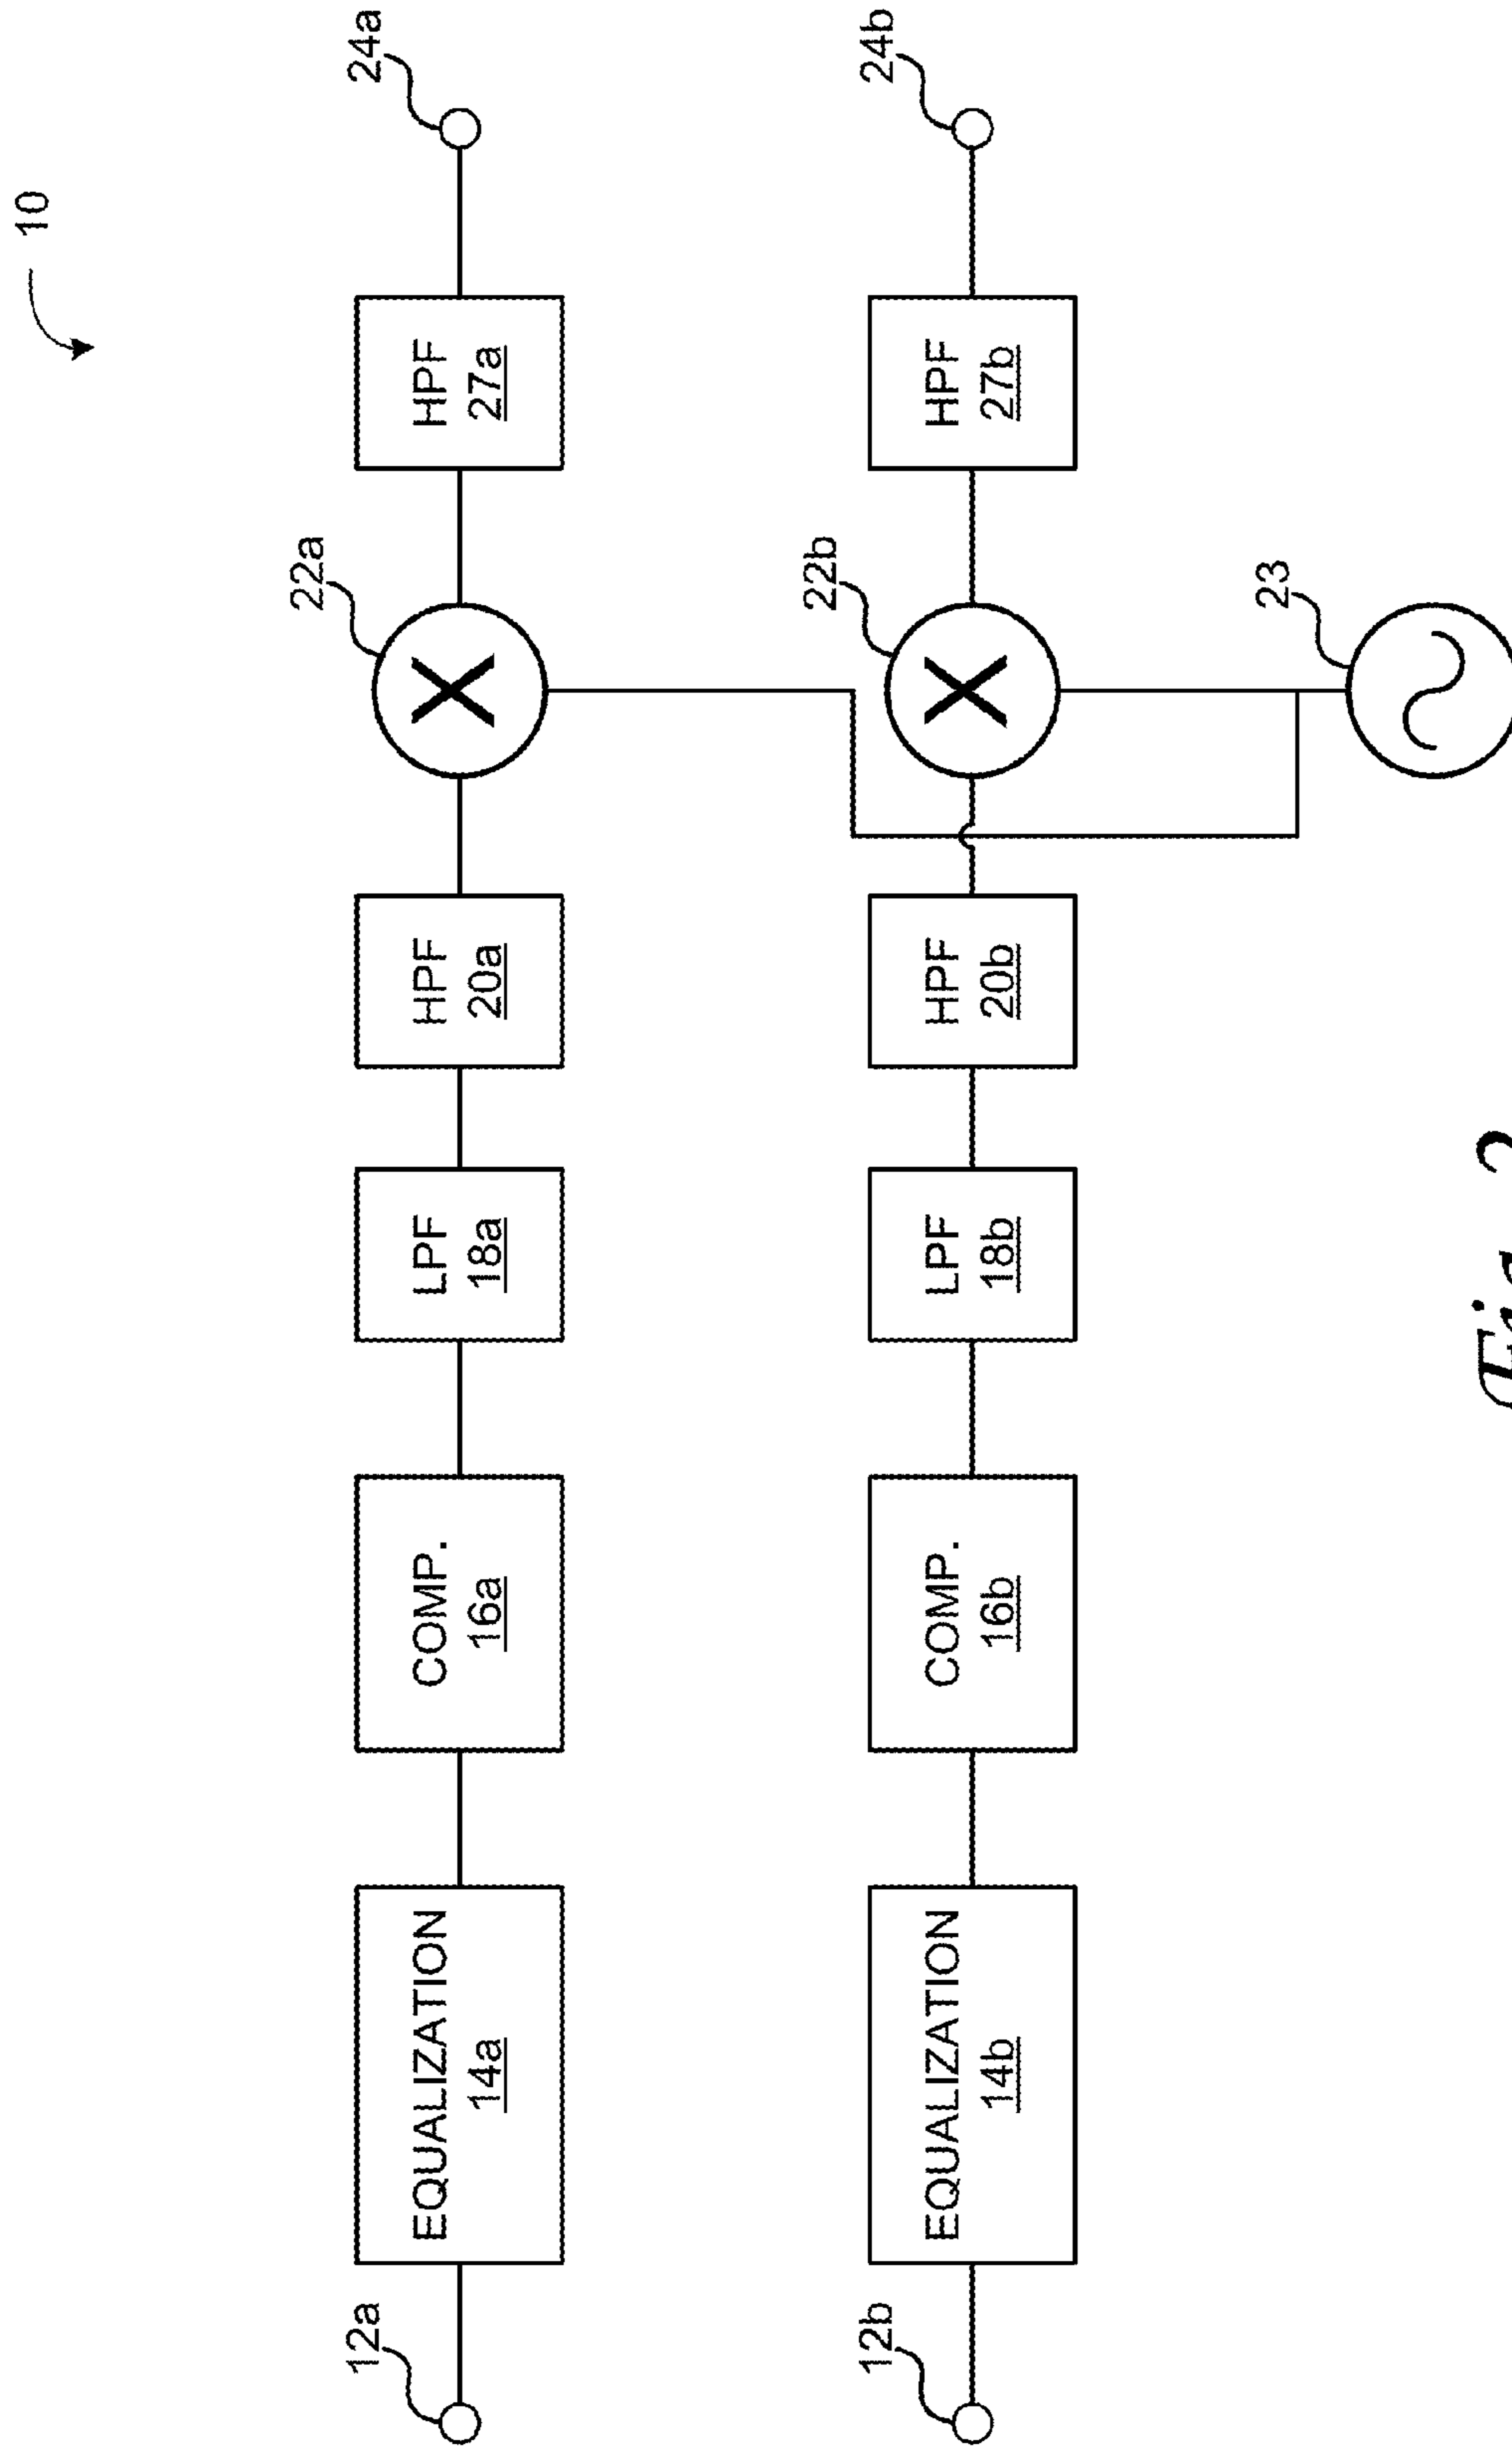 10
12a
EQUALIZATION
14a
COMP.
16a
LPF
18a
HPF
20a
22a
X
HPF
27a
24a
12b
EQUALIZATION
14b
COMP.
16b
LPF
18b
HPF
20b
22b
X
HPF
27b
24b
23